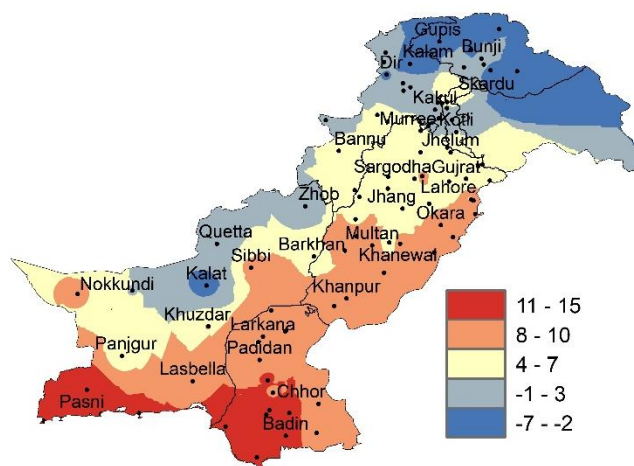 Gupis
Kalam
Bunji
Dir
Skardu
Kakul
Murree
Kotli
Bannu
Jhelum
Sargodha
Gujrat
Zhob
Jhang
Lahore
Okara
Quetta
Multan
Barkhan
Khanewal
Sibbi
Kalat
Nokkundi
Khanpur
Khuzdar
Larkana
Panjgur
Padidan
Lasbella
Pasni
Chhor
Badin
11 - 15
8 - 10
4 - 7
-1 - 3
-7 - -2